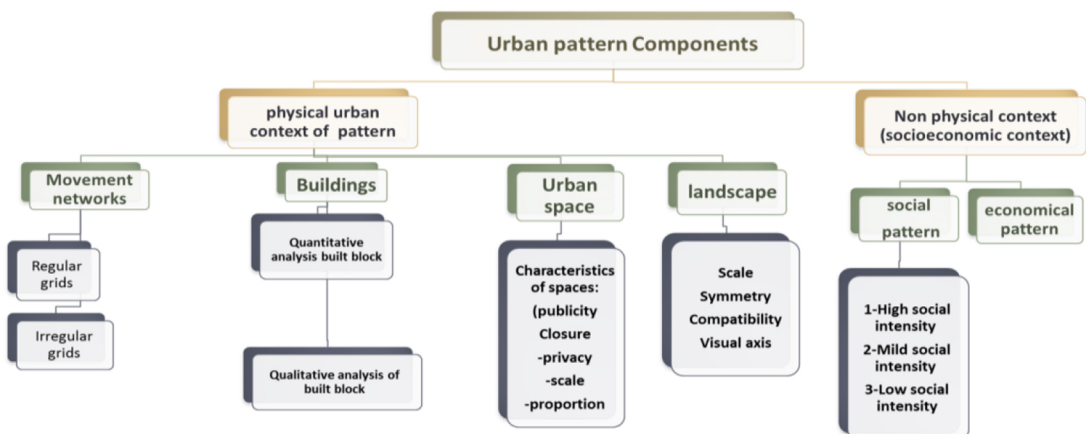 Urban pattern Components
physical urban
context of pattern
Non physical context
(socioeconomic context)
Movement
networks
Buildings
Urban
space
landscape
social
pattern
economical
pattern
Regular
grids
Irregular
grids
Quantitative
analysis built block
Qualitative analysis of
built block
Characteristics
of spaces:
(publicity
Closure
-privacy
-scale
-proportion
Scale
Symmetry
Compatibility
Visual axis
1-High social
intensity
2-Mild social
intensity
3-Low social
intensity